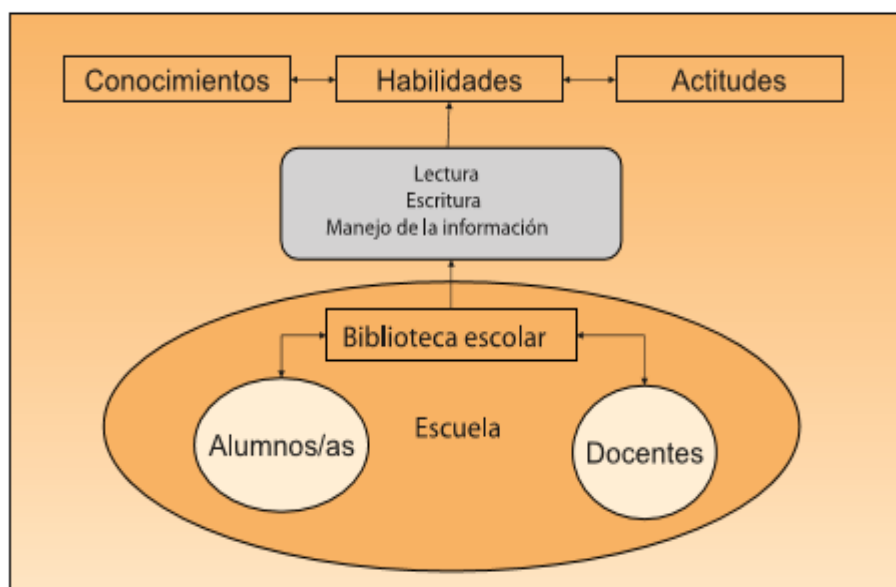 Conocimientos
Habilidades
Actitudes
Lectura
Escritura
Manejo de la información
Biblioteca escolar
Alumnos/as
Escuela
Docentes